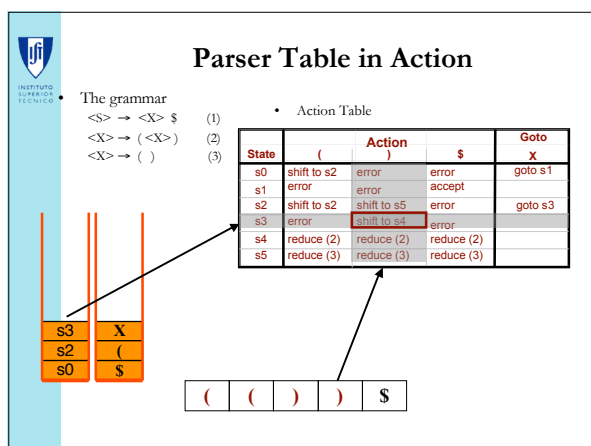 Parser Table in Action
INSTITUTO
SUPERIOR
TÉCNICO
• The grammar
<S> → <X> $ (1)
<X> → ( <X> ) (2)
<X> → ( ) (3)
• Action Table
Action Goto
State ( ) $ X
s0 shift to s2 error error goto s1
s1 error error accept
s2 shift to s2 shift to s5 error goto s3
s3 error shift to s4 error
s4 reduce (2) reduce (2) reduce (2)
s5 reduce (3) reduce (3) reduce (3)
s3 X
s2 (
s0 $
( ( ) ) $